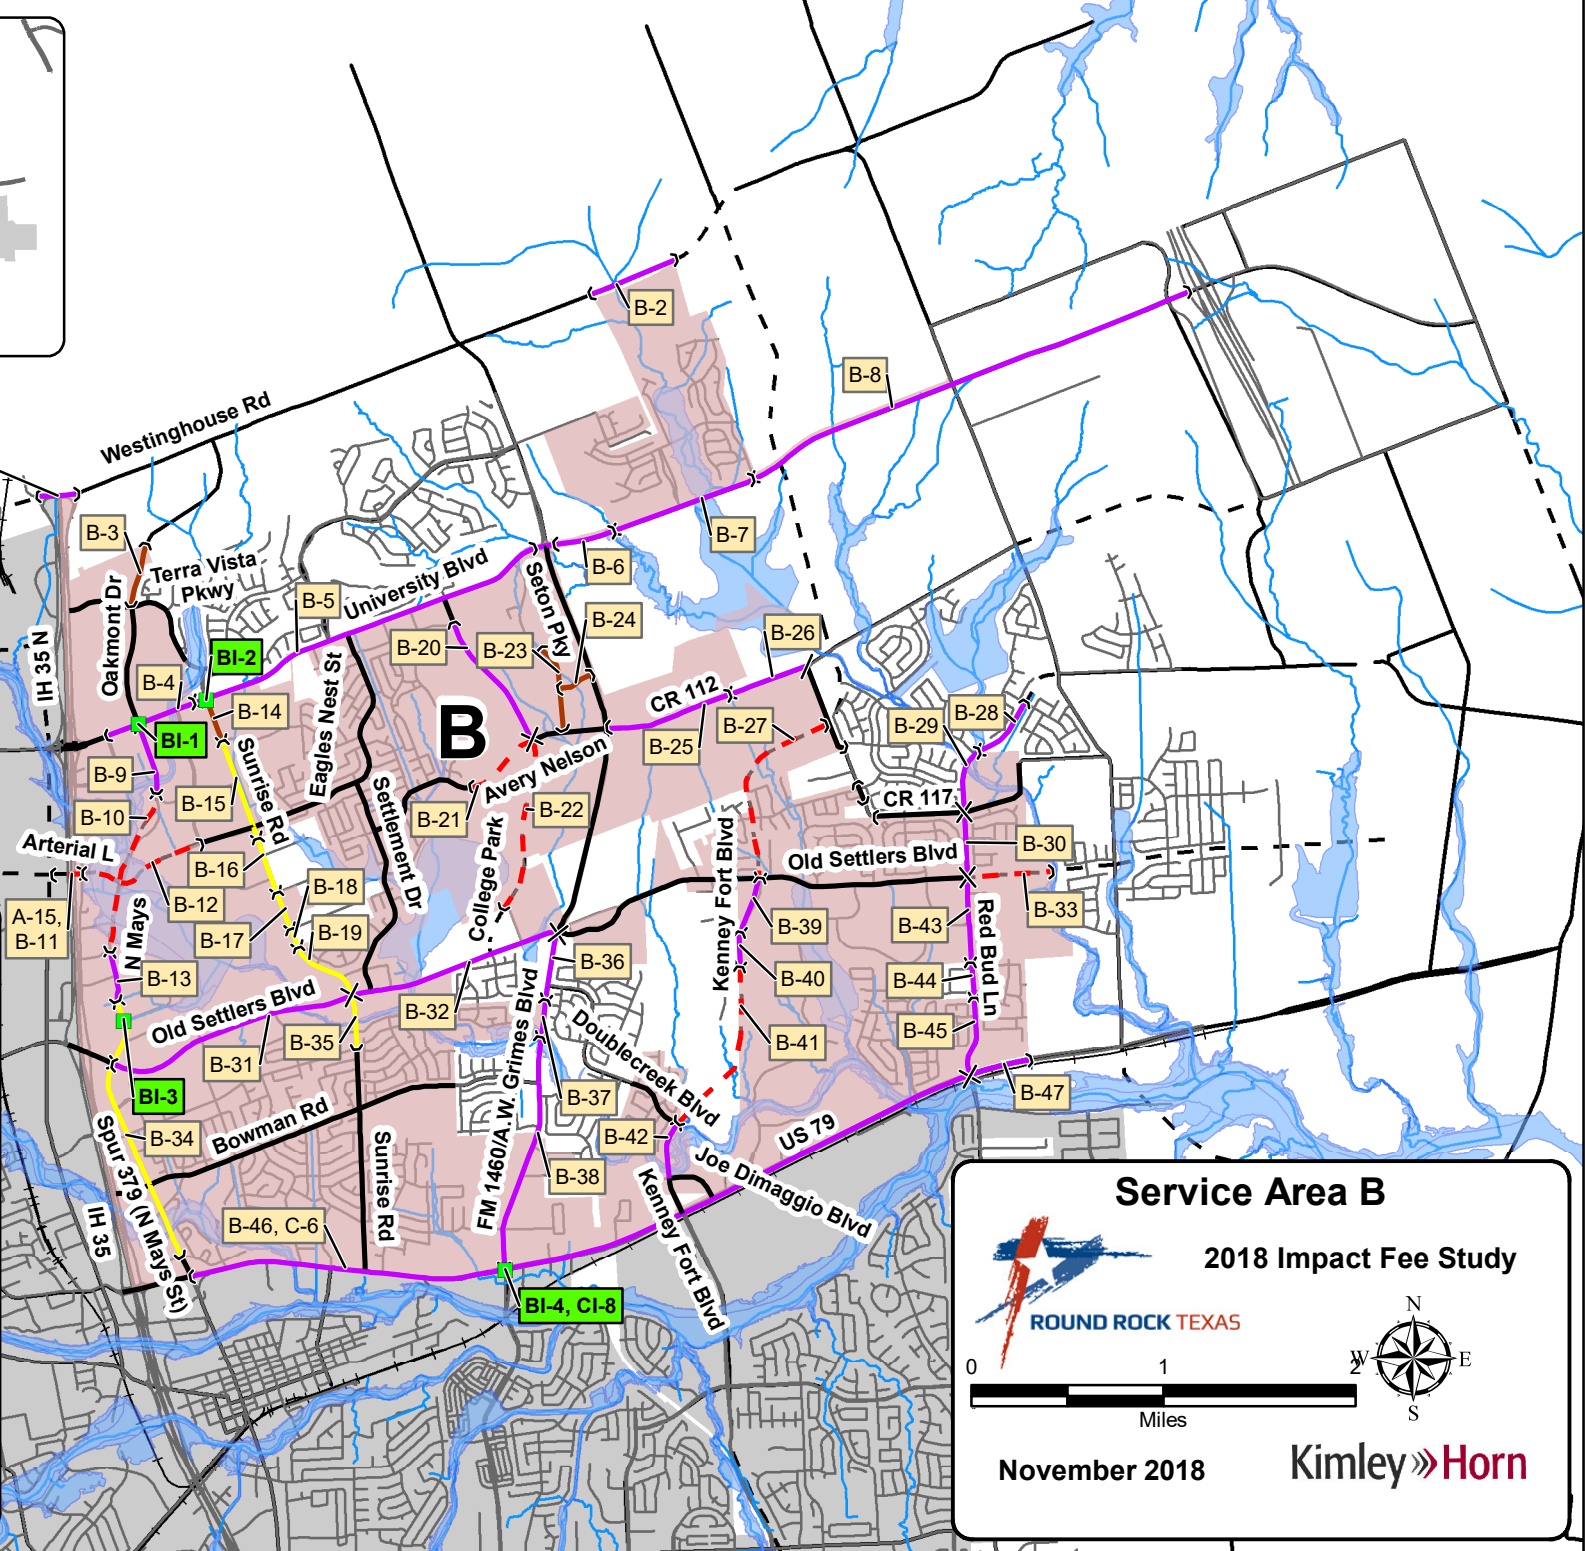 B-2
B-8
Westinghouse Rd
B-3
B-7
Terra Vista
Pkwy
University Blvd
B-6
Oakmont Dr
B-5
Seton Pky
B-24
IH 35 N
BI-2
B-20
B-23
B-26
B-4
Eagles Nest St
CR 112
B-14
B
B-27
B-28
B-29
BI-1
B-25
Sunrise Rd
Avery Nelson
B-9
B-15
Settlement Dr
CR 117
B-10
B-21
B-22
Arterial L
College Park
Kenney Fort Blvd
Old Settlers Blvd
B-30
B-16
B-18
A-15,
B-11
B-12
N Mays
B-17
B-19
B-39
B-43
Red Bud Ln
B-33
B-13
B-36
B-40
B-44
Old Settlers Blvd
B-32
FM 1460/A.W. Grimes Blvd
Doublecreek Blvd
B-35
B-31
B-41
B-45
BI-3
B-37
B-47
Spur 379 (N Mays St)
B-34
Bowman Rd
Sunrise Rd
B-42
US 79
B-38
Joe Dimaggio Blvd
Kenney Fort Blvd
IH 35
B-46, C-6
BI-4, CI-8
Service Area B
2018 Impact Fee Study
ROUND ROCK TEXAS
N
W
E
S
0
1
2
Miles
November 2018
Kimley»Horn